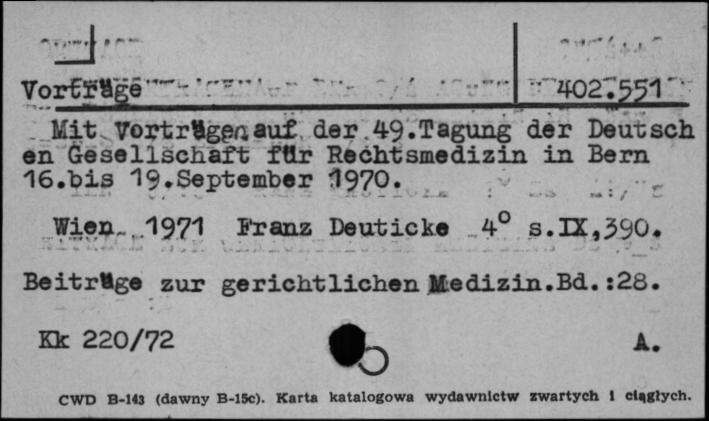 Vorträge 402.551
Mit Vorträgen auf der 49.Tagung der Deutsch
en Gesellschaft für Rechtsmedizin in Bern
16.bis 19.September 1970.
Wien 1971 Franz Deuticke 4° s.IX,390.
Beiträge zur gerichtlichen Medizin.Bd.:28.
Kk 220/72 A.
CWD B-143 (dawny B-15c). Karta katalogowa wydawnictw zwartych i ciągłych.